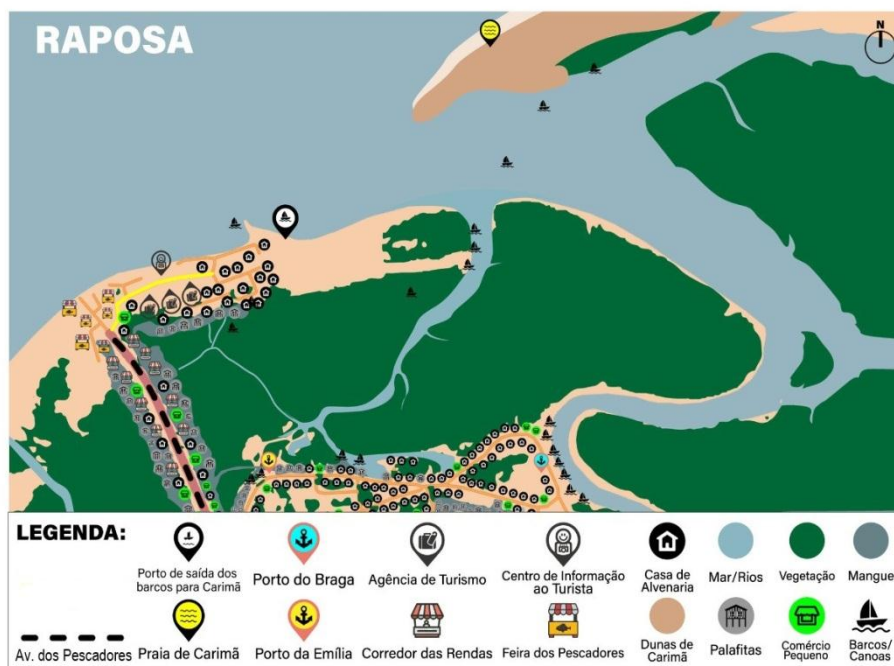 RAPOSA
N
LEGENDA:
Porto de saída dos
barcos para Carimã
Porto do Braga
Agência de Turismo
Centro de Informação
ao Turista
Casa de
Alvenaria
Mar/Rios
Vegetação
Mangue
Av. dos Pescadores
Praia de Carimã
Porto da Emília
Corredor das Rendas
Feira dos Pescadores
Dunas de
Carimã
Palafitas
Comércio
Pequeno
Barcos/
Canoas